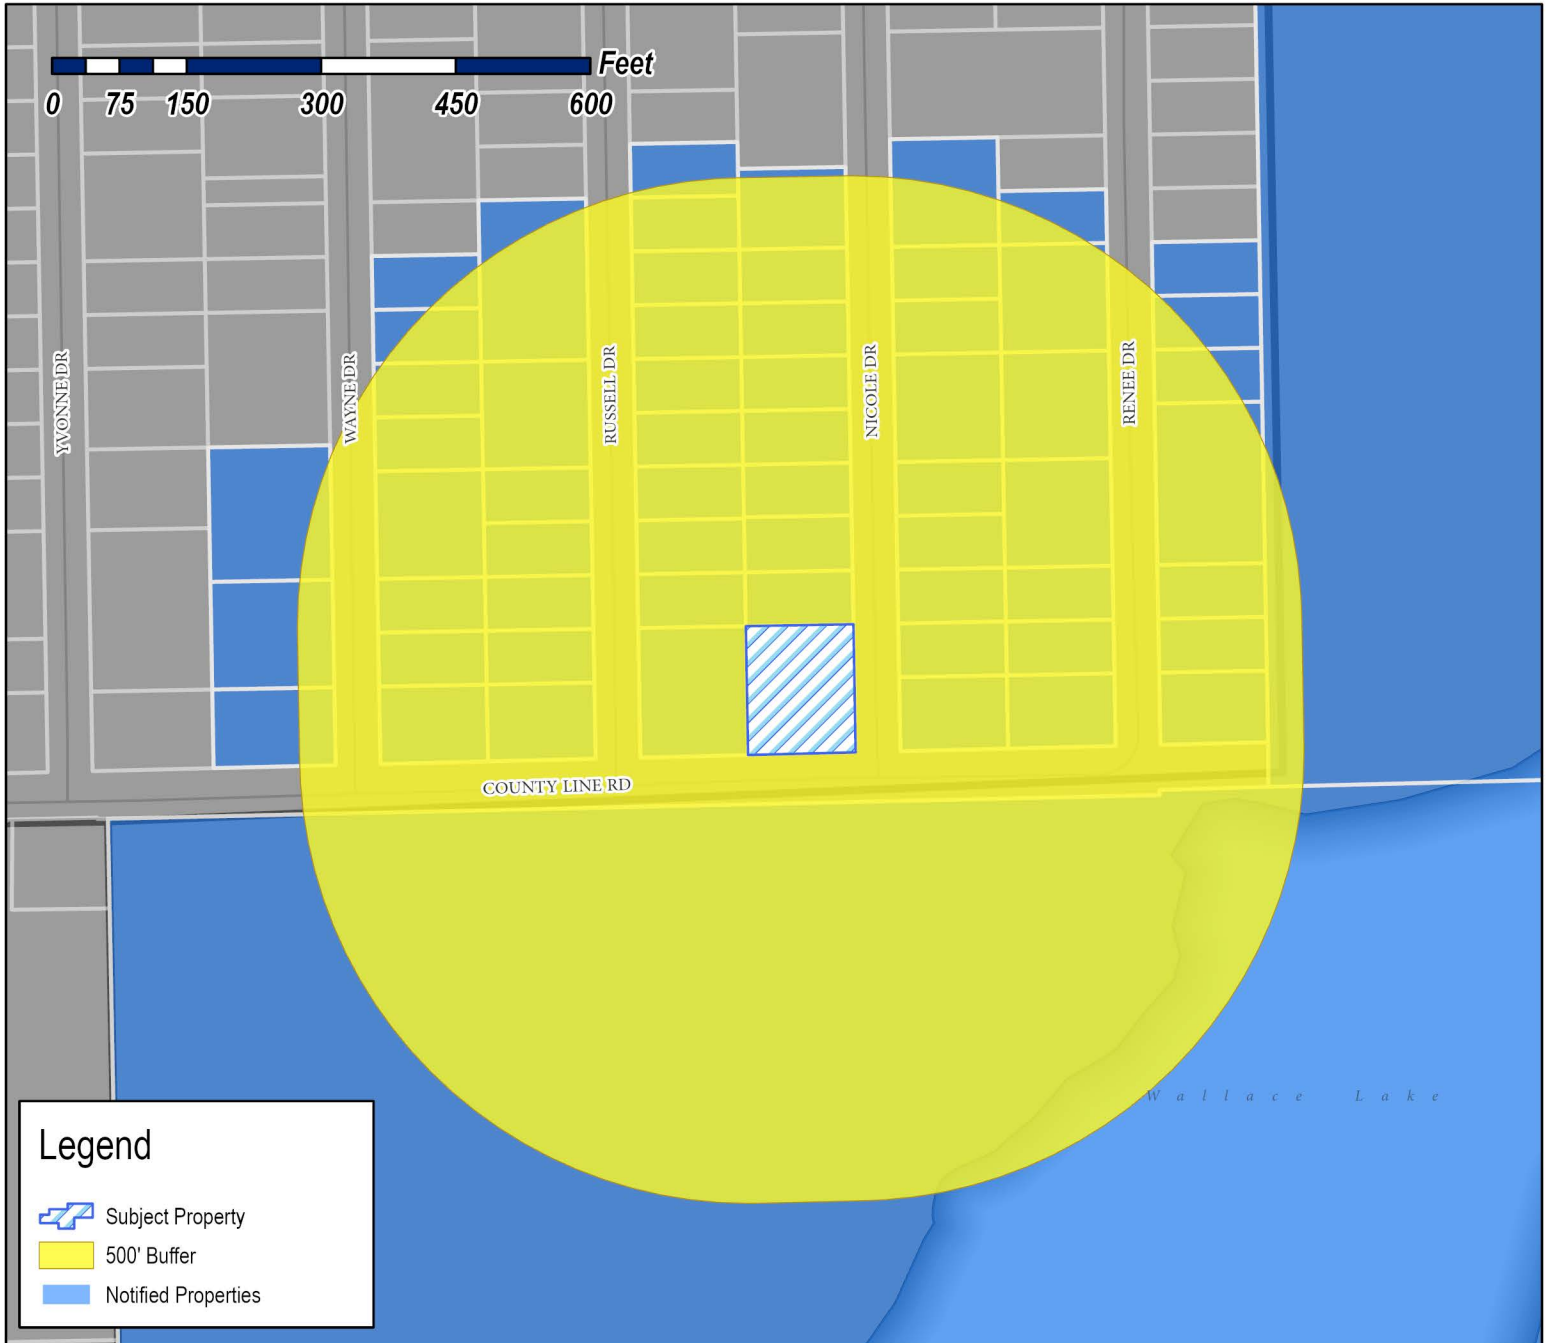 Feet
0 75 150 300 450 600
YVONNE DR
WAYNE DR
RUSSELL DR
NICOLE DR
RENEE DR
COUNTY LINE RD
Wallace Lake
Legend
Subject Property
500' Buffer
Notified Properties